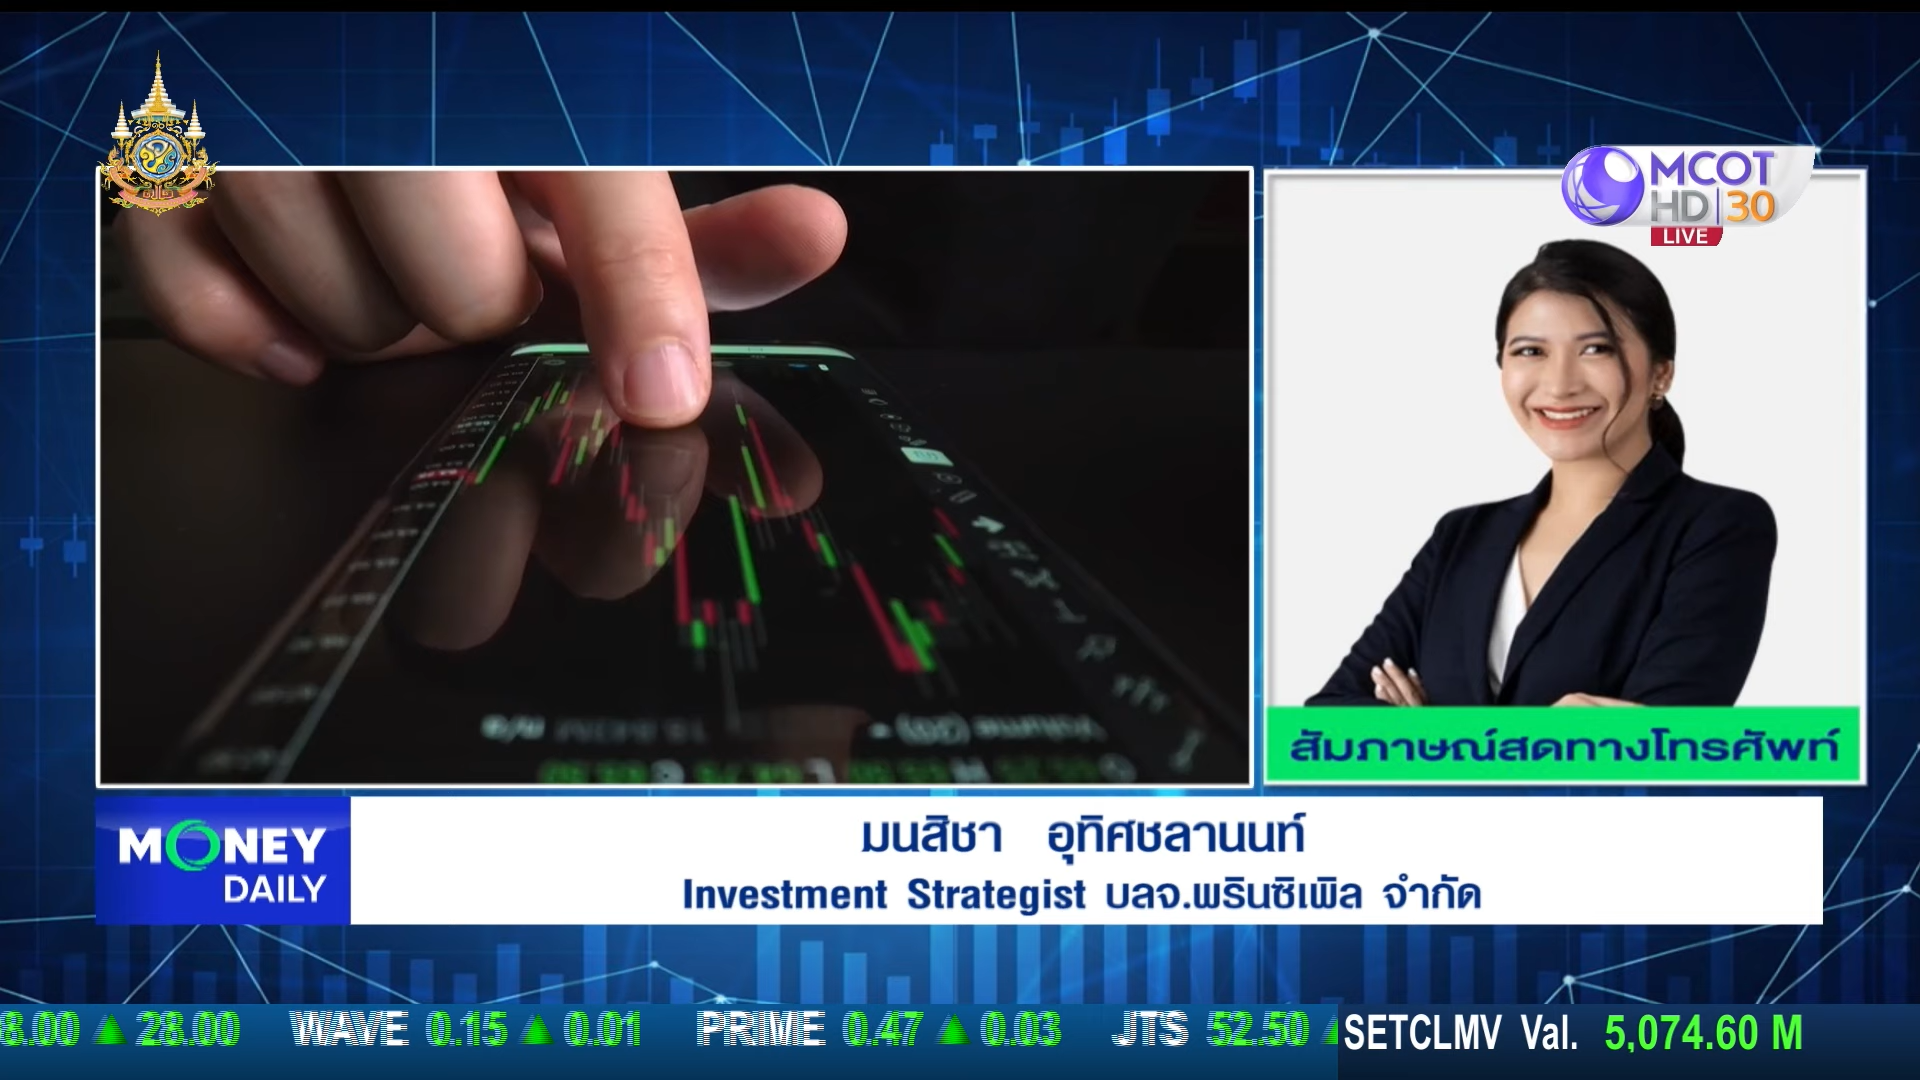 MCOT
HD 30
LIVE
สัมภาษณ์สดทางโทรศัพท์
MONEY
DAILY
มนสิชา อุทิศชลานนท์
Investment Strategist บลจ.พรินซิเพิล จำกัด
8.00 ▲ 28.00 WAVE 0.15 ▲ 0.01 PRIME 0.47 ▲ 0.03 JTS 52.50
SETCLMV Val. 5,074.60 M